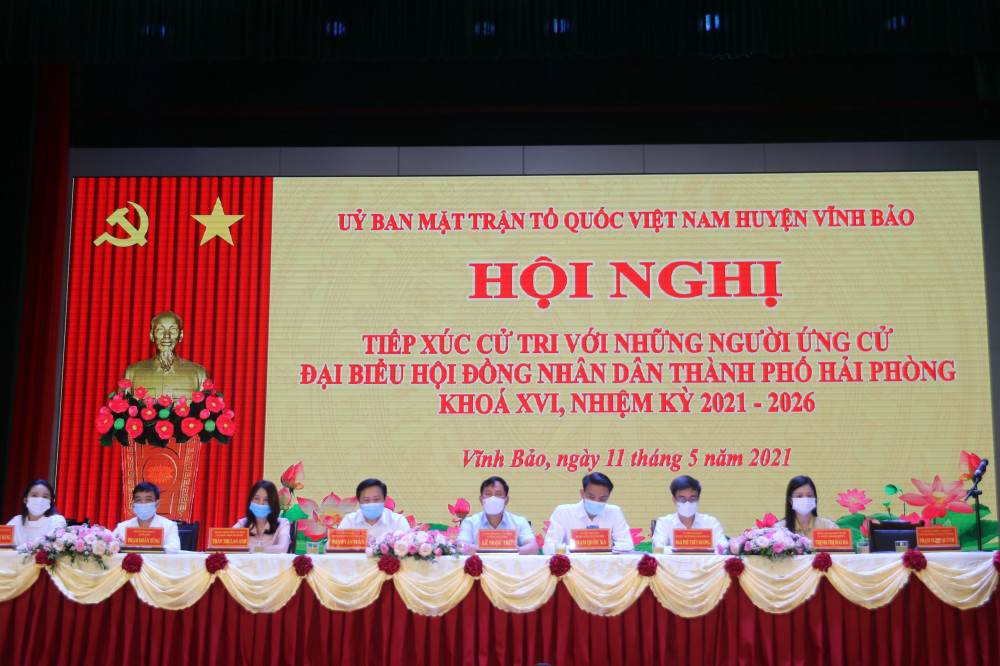 UỶ BAN MẶT TRẬN TỔ QUỐC VIỆT NAM HUYỆN VĨNH BẢO
HỘI NGHỊ
TIẾP XÚC CỬ TRI VỚI NHỮNG NGƯỜI ỨNG CỬ
ĐẠI BIỂU HỘI ĐỒNG NHÂN DÂN THÀNH PHỐ HẢI PHÒNG
KHOÁ XVI, NHIỆM KỲ 2021 - 2026
Vĩnh Bảo, ngày 11 tháng 5 năm 2021